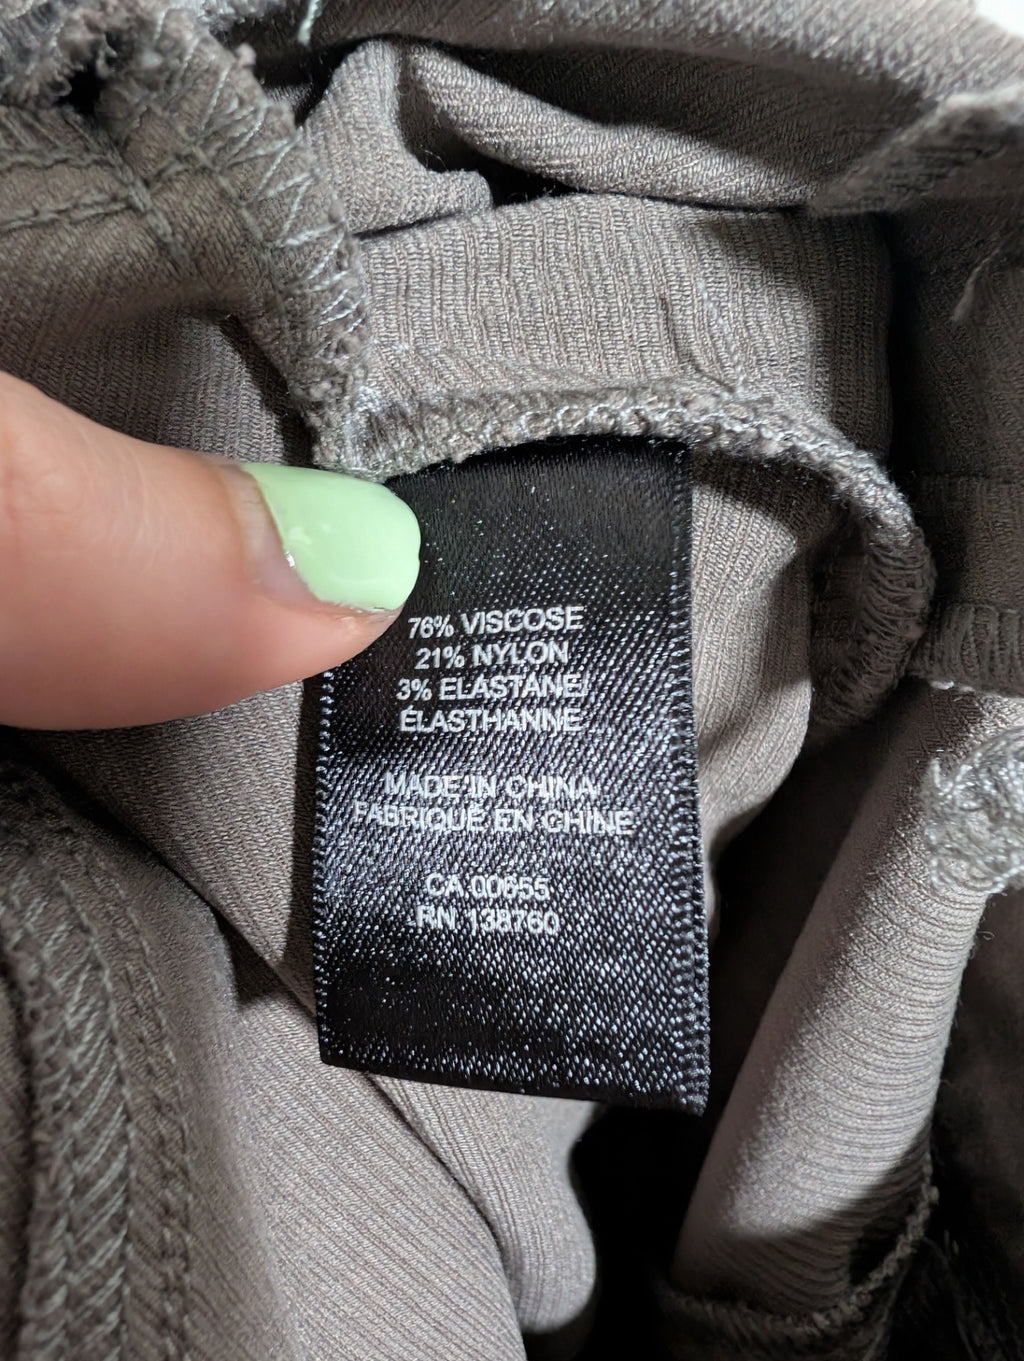 76% VISCOSE
21% NYLON
3% ELASTANE/
ÉLASTHANNE
MADE IN CHINA
FABRIQUÉ EN CHINE
CA 00655
RN 138760